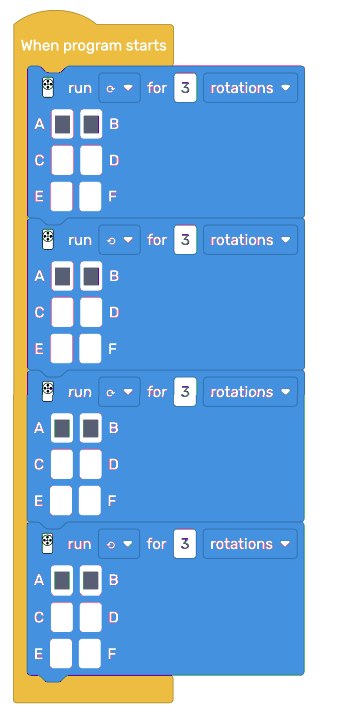 When program starts
run for 3 rotations
A B
C D
E F
run for 3 rotations
A B
C D
E F
run for 3 rotations
A B
C D
E F
run for 3 rotations
A B
C D
E F